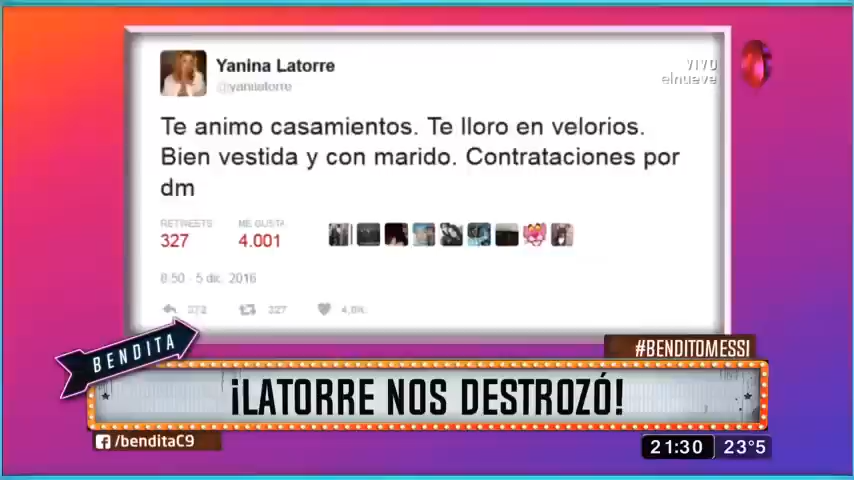 Yanina Latorre
@yanilatorre
VIVO
elnueve
Te animo casamientos. Te lloro en velorios.
Bien vestida y con marido. Contrataciones por
dm
RETWEETS
ME GUSTA
327
4.001
8:50 - 5 dic. 2016
327
BENDITA
#BENDITOMESSI
¡LATORRE NOS DESTROZÓ!
/benditaC9
21:30
23°5